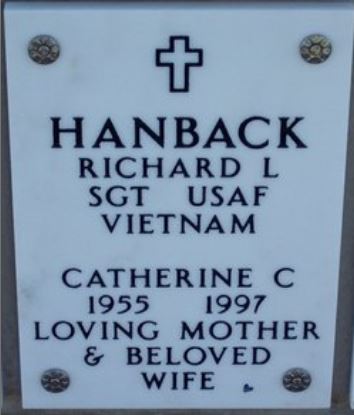 HANBACK
RICHARD L
SGT USAF
VIETNAM
CATHERINE C
1955 1997
LOVING MOTHER
& BELOVED
WIFE